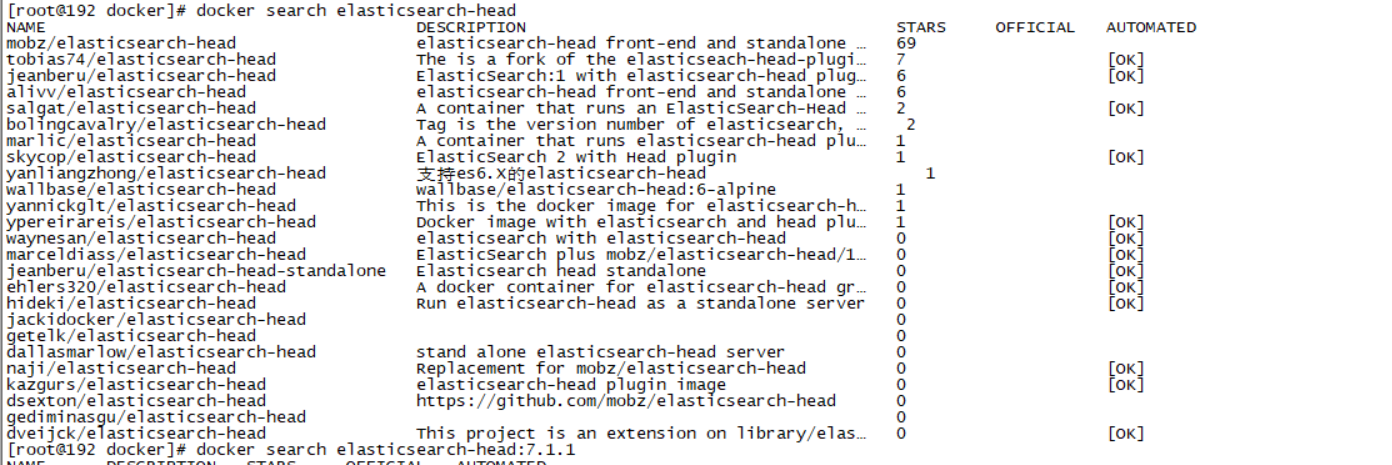 [root@192 docker]# docker search elasticsearch-head
NAME DESCRIPTION STARS OFFICIAL AUTOMATED
mobz/elasticsearch-head elasticsearch-head front-end and standalone … 69
tobias74/elasticsearch-head The is a fork of the elasticseach-head-plugi… 7 [OK]
jeanberu/elasticsearch-head ElasticSearch:1 with elasticsearch-head plug… 6 [OK]
alivv/elasticsearch-head elasticsearch-head front-end and standalone … 6
salgat/elasticsearch-head A container that runs an ElasticSearch-Head … 2 [OK]
bolingcavalry/elasticsearch-head Tag is the version number of elasticsearch, … 2
marlic/elasticsearch-head A container that runs elasticsearch-head plu… 1
skycop/elasticsearch-head ElasticSearch 2 with Head plugin 1 [OK]
yanliangzhong/elasticsearch-head 支持es6.X的elasticsearch-head 1
wallbase/elasticsearch-head wallbase/elasticsearch-head:6-alpine 1
yannickglt/elasticsearch-head This is the docker image for elasticsearch-h… 1
ypereirareis/elasticsearch-head Docker image with elasticsearch and head plu… 1 [OK]
waynesan/elasticsearch-head elasticsearch with elasticsearch-head 0 [OK]
marceldiass/elasticsearch-head ElasticSearch plus mobz/elasticsearch-head/1… 0 [OK]
jeanberu/elasticsearch-head-standalone Elasticsearch head standalone 0 [OK]
ehlers320/elasticsearch-head A docker container for elasticsearch-head gr… 0 [OK]
hideki/elasticsearch-head Run elasticsearch-head as a standalone server 0 [OK]
jackidocker/elasticsearch-head 0
getelk/elasticsearch-head 0
dallasmarlow/elasticsearch-head stand alone elasticsearch-head server 0
naji/elasticsearch-head Replacement for mobz/elasticsearch-head 0 [OK]
kazgurs/elasticsearch-head elasticsearch-head plugin image 0 [OK]
dsexton/elasticsearch-head https://github.com/mobz/elasticsearch-head 0
gediminasgu/elasticsearch-head 0
dveijck/elasticsearch-head This project is an extension on library/elas… 0 [OK]
[root@192 docker]# docker search elasticsearch-head:7.1.1
NAME DESCRIPTION STARS OFFICIAL AUTOMATED